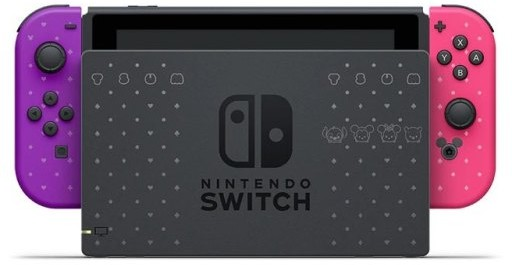 X
Y A
B
NINTENDO
SWITCH